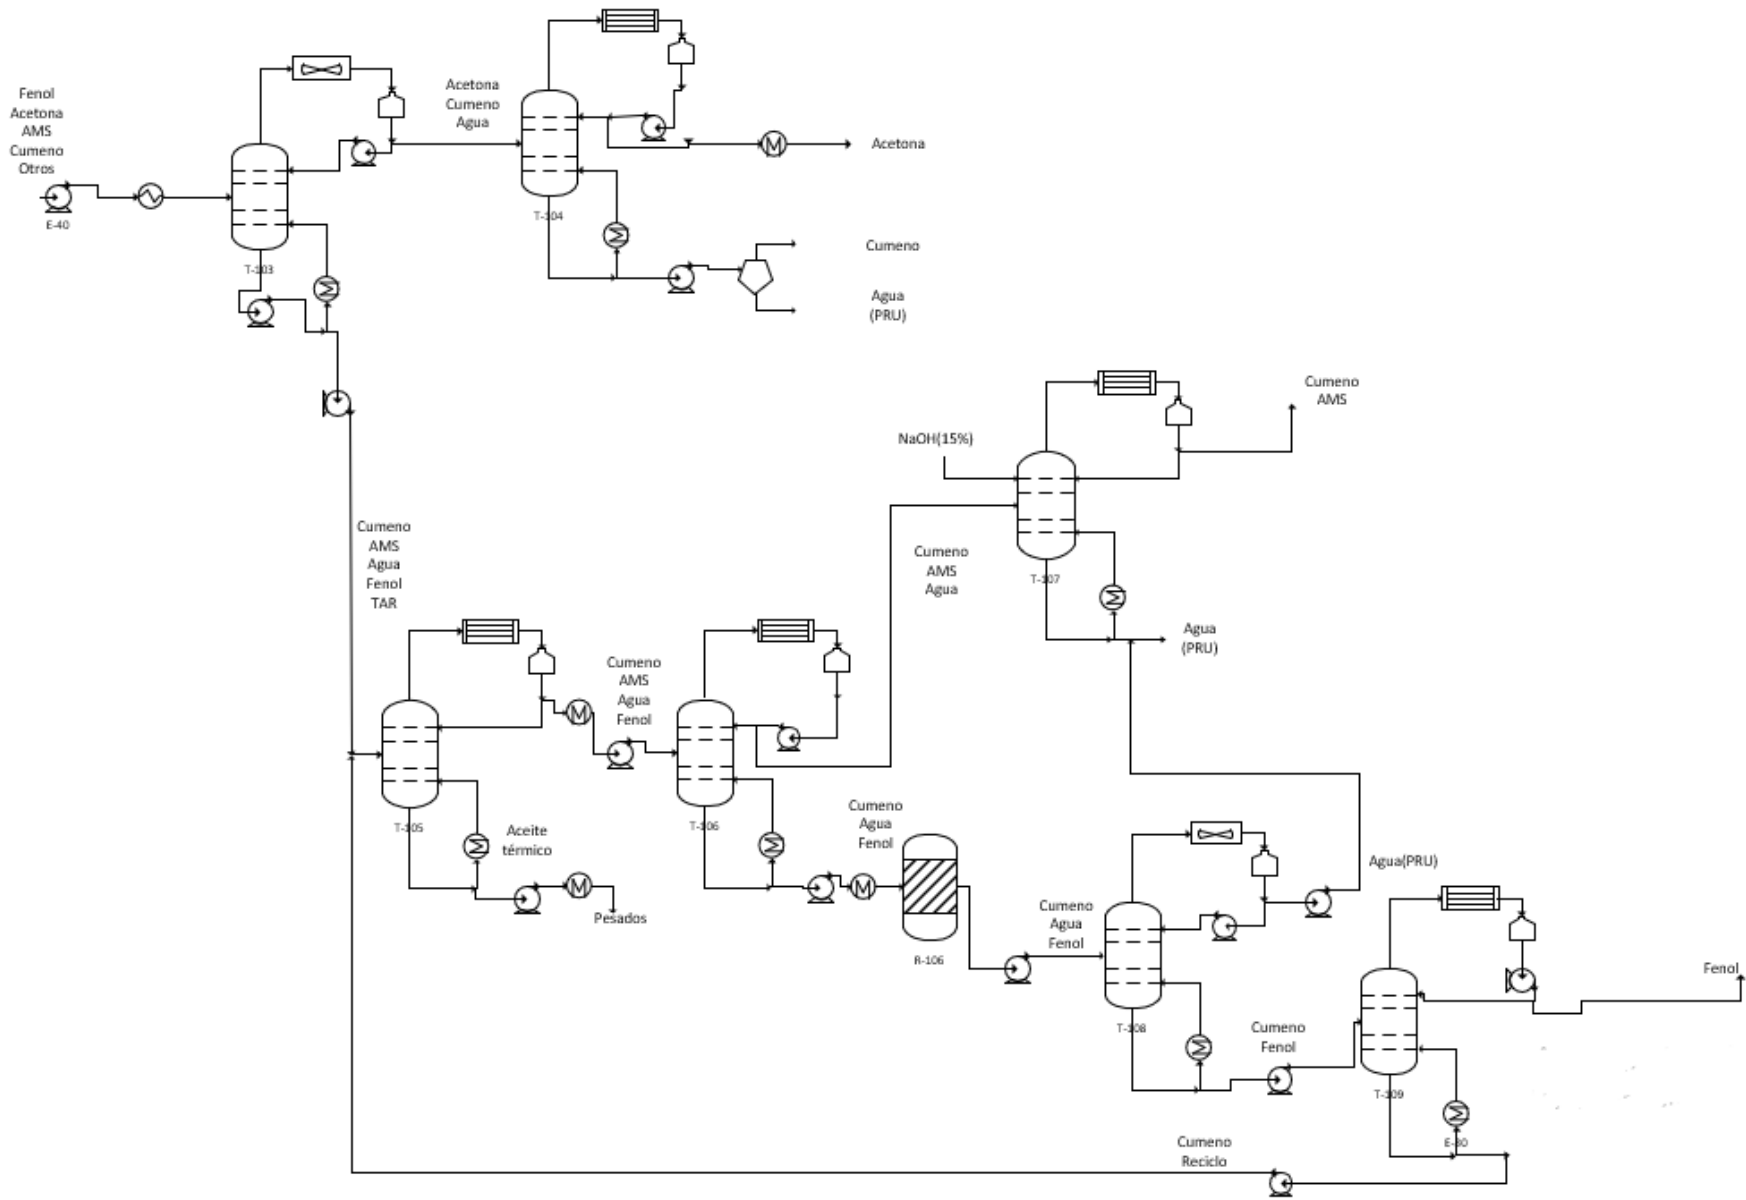 Fenol
Acetona
AMS
Cumeno
Otros
E-40
T-103
Acetona
Cumeno
Agua
T-104
Acetona
Cumeno
Agua
(PRU)
Cumeno
AMS
Agua
Fenol
TAR
T-105
Aceite
térmico
Pesados
Cumeno
AMS
Agua
Fenol
T-106
NaOH(15%)
Cumeno
AMS
Cumeno
AMS
Agua
T-107
Agua
(PRU)
Cumeno
Agua
Fenol
R-106
Cumeno
Agua
Fenol
T-108
Agua(PRU)
Cumeno
Fenol
T-109
Fenol
E-30
Cumeno
Reciclo